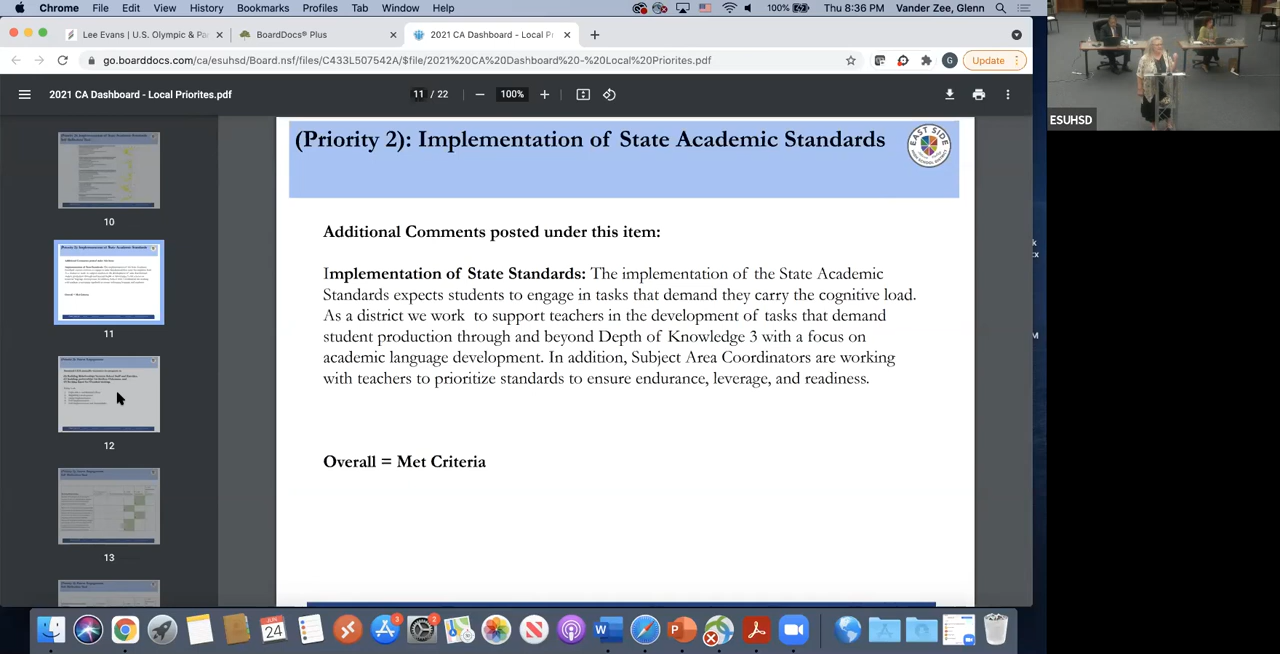 Chrome File Edit View History Bookmarks Profiles Tab Window Help 100% Thu 8:36 PM Vander Zee, Glenn
Lee Evans | U.S. Olympic & Pa
BoardDocs® Plus
2021 CA Dashboard - Local Pr
go.boarddocs.com/ca/esuhsd/Board.nsf/files/C433L507542A/$file/2021%20CA%20Dashboard%20-%20Local%20Priorites.pdf
G
Update
2021 CA Dashboard - Local Priorites.pdf
11 / 22
100%
ESUHSD
(Priority 2): Implementation of State Academic Standards
EAST SIDE
Additional Comments posted under this item:
Implementation of State Standards: The implementation of the State Academic
Standards expects students to engage in tasks that demand they carry the cognitive load.
As a district we work to support teachers in the development of tasks that demand
student production through and beyond Depth of Knowledge 3 with a focus on
academic language development. In addition, Subject Area Coordinators are working
with teachers to prioritize standards to ensure endurance, leverage, and readiness.
Overall = Met Criteria
10
11
12
13
JUN
24
3
2